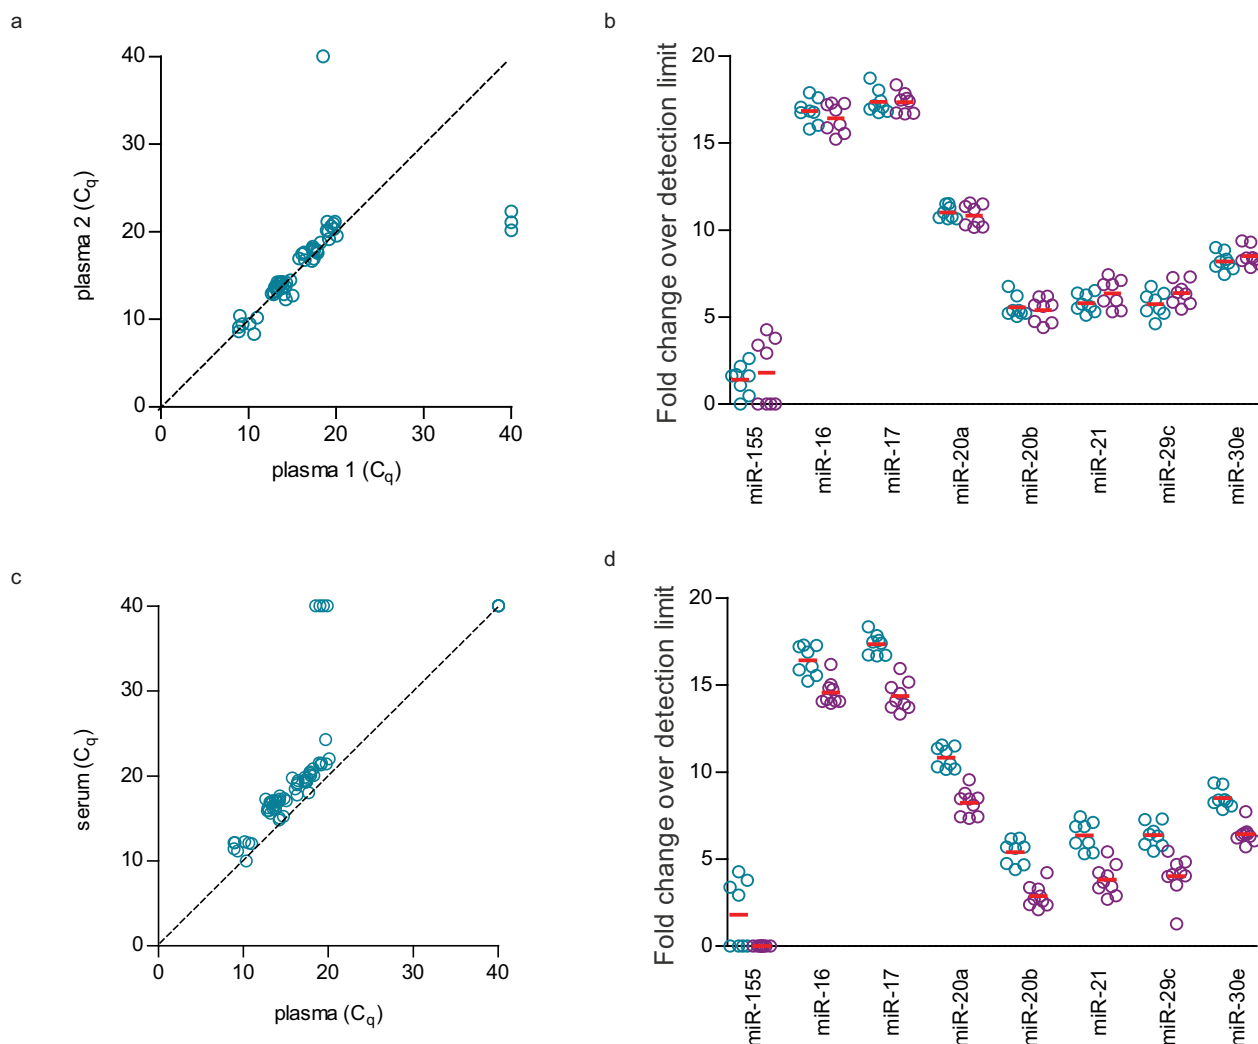 a
40
30
20
10
0
0 10 20 30 40
plasma 2 (Cq)
plasma 1 (Cq)
b
20
15
10
5
0
Fold change over detection limit
miR-155
miR-16
miR-17
miR-20a
miR-20b
miR-21
miR-29c
miR-30e
c
40
30
20
10
0
0 10 20 30 40
serum (Cq)
plasma (Cq)
d
20
15
10
5
0
Fold change over detection limit
miR-155
miR-16
miR-17
miR-20a
miR-20b
miR-21
miR-29c
miR-30e